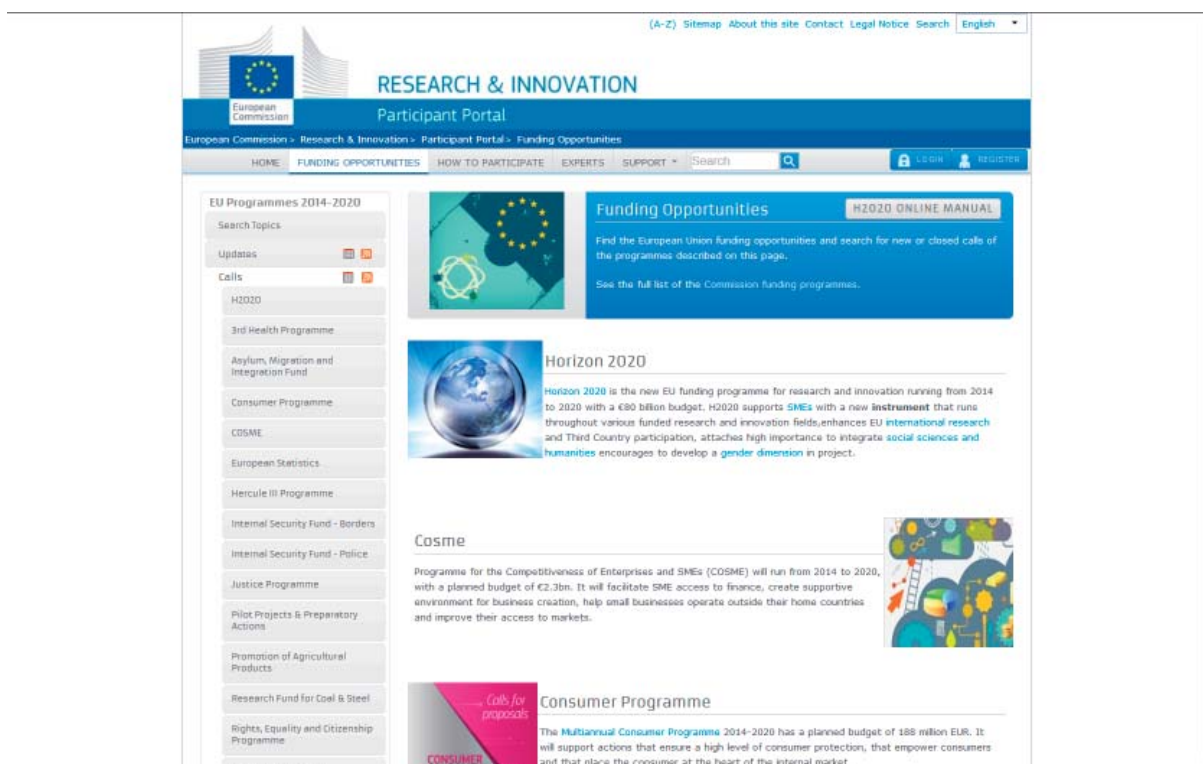 (A-Z) Sitemap About this site Contact Legal Notice Search English
RESEARCH & INNOVATION
European
Commission
Participant Portal
European Commission > Research & Innovation > Participant Portal > Funding Opportunities
HOME FUNDING OPPORTUNITIES HOW TO PARTICIPATE EXPERTS SUPPORT Search LOGIN REGISTER
EU Programmes 2014-2020
Search Topics
Updates
Calls
H2020
3rd Health Programme
Asylum, Migration and
Integration Fund
Consumer Programme
COSME
European Statistics
Hercule III Programme
Internal Security Fund - Borders
Internal Security Fund - Police
Justice Programme
Pilot Projects & Preparatory
Actions
Promotion of Agricultural
Products
Research Fund for Coal & Steel
Rights, Equality and Citizenship
Programme
Funding Opportunities
H2020 ONLINE MANUAL
Find the European Union funding opportunities and search for new or closed calls of
the programmes described on this page.
See the full list of the Commission funding programmes.
Horizon 2020
Horizon 2020 is the new EU funding programme for research and innovation running from 2014
to 2020 with a €80 billion budget. H2020 supports SMEs with a new instrument that runs
throughout various funded research and innovation fields,enhances EU international research
and Third Country participation, attaches high importance to integrate social sciences and
humanities encourages to develop a gender dimension in project.
Cosme
Programme for the Competitiveness of Enterprises and SMEs (COSME) will run from 2014 to 2020,
with a planned budget of €2.3bn. It will facilitate SME access to finance, create supportive
environment for business creation, help small businesses operate outside their home countries
and improve their access to markets.
Calls for
proposals
CONSUMER
Consumer Programme
The Multiannual Consumer Programme 2014-2020 has a planned budget of 188 million EUR. It
will support actions that ensure a high level of consumer protection, that empower consumers
and that place the consumer at the heart of the internal market.